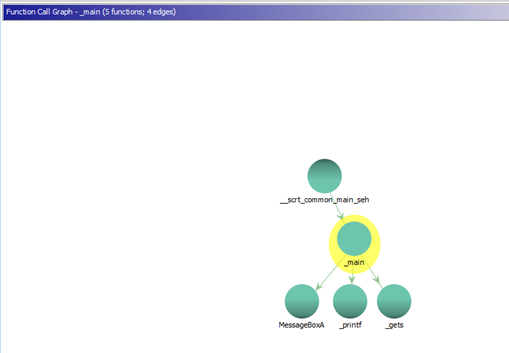 Function Call Graph - _main (5 functions; 4 edges)
__scrt_common_main_seh
_main
MessageBoxA _printf _gets